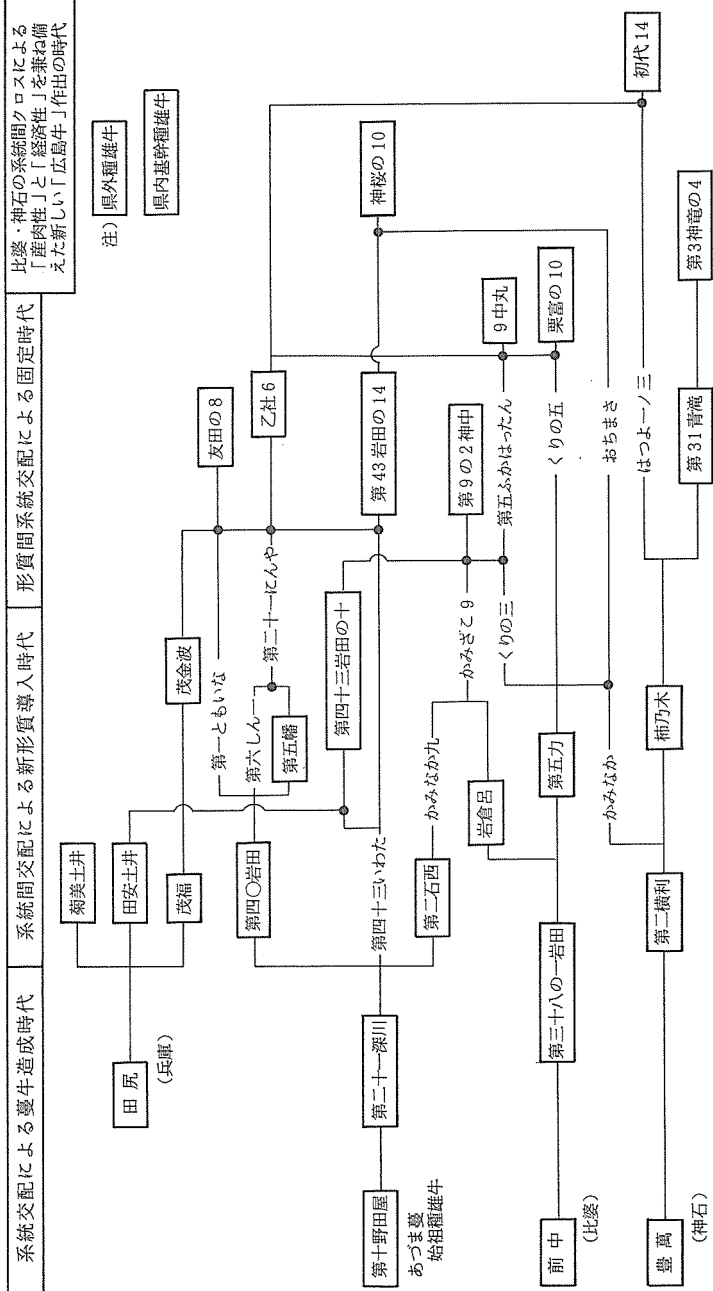 系統交配による蔓牛造成時代
系統間交配による新形質導入時代
形質間系統交配による固定時代
比婆・神石の系統間クロスによる
「産肉性」と「経済性」を兼ね備
えた新しい「広島牛」作出の時代
注)
県外種雄牛
県内基幹種雄牛
田尻
(兵庫)
菊美土井
田安土井
茂福
茂金波
友田の8
第一ともいな
乙社6
第四〇岩田
第六しん一
第五幡
第二十一にんや
第十野田屋
あづま蔓
始祖種雄牛
第二十一深川
第四十三いわた
第四十三岩田の十
第43岩田の14
神桜の10
初代14
第二石西
かみなか九
岩倉呂
かみざこ9
第9の2神中
くりの三
第五ふかはったん
9中丸
前中
(比婆)
第三十八の一岩田
第五力
くりの五
栗富の10
かみなか
おちまさ
豊萬
(神石)
第二横利
柿乃木
はつよ一ノ三
第31青滝
第3神竜の4